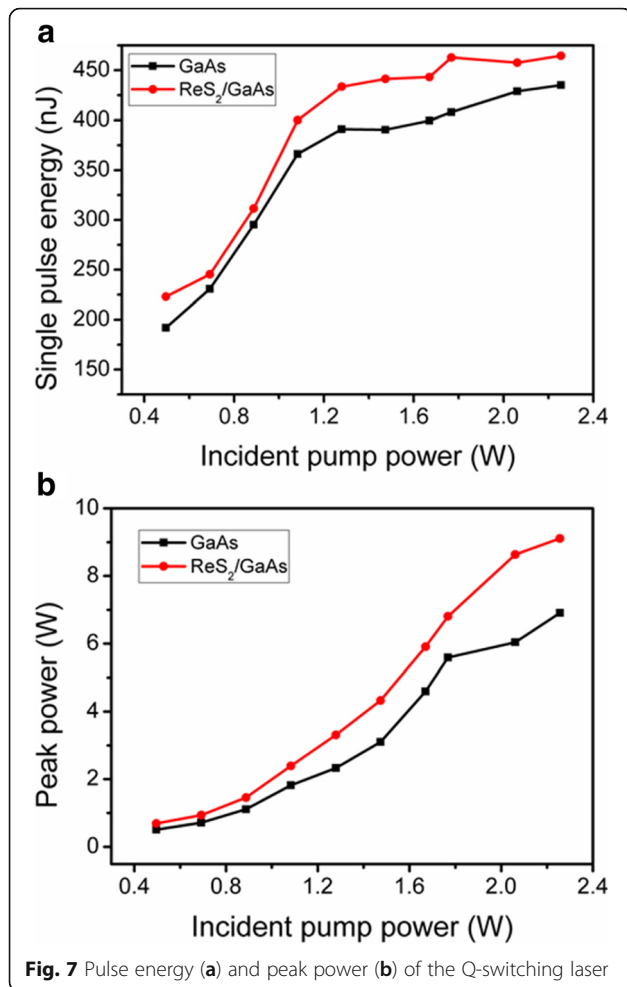 a
GaAs
ReS₂/GaAs
450
400
350
300
250
200
150
Single pulse energy (nJ)
0.4 0.8 1.2 1.6 2.0 2.4
Incident pump power (W)
b
GaAs
ReS₂/GaAs
10
8
6
4
2
0
Peak power (W)
0.4 0.8 1.2 1.6 2.0 2.4
Incident pump power (W)
Fig. 7 Pulse energy (a) and peak power (b) of the Q-switching laser